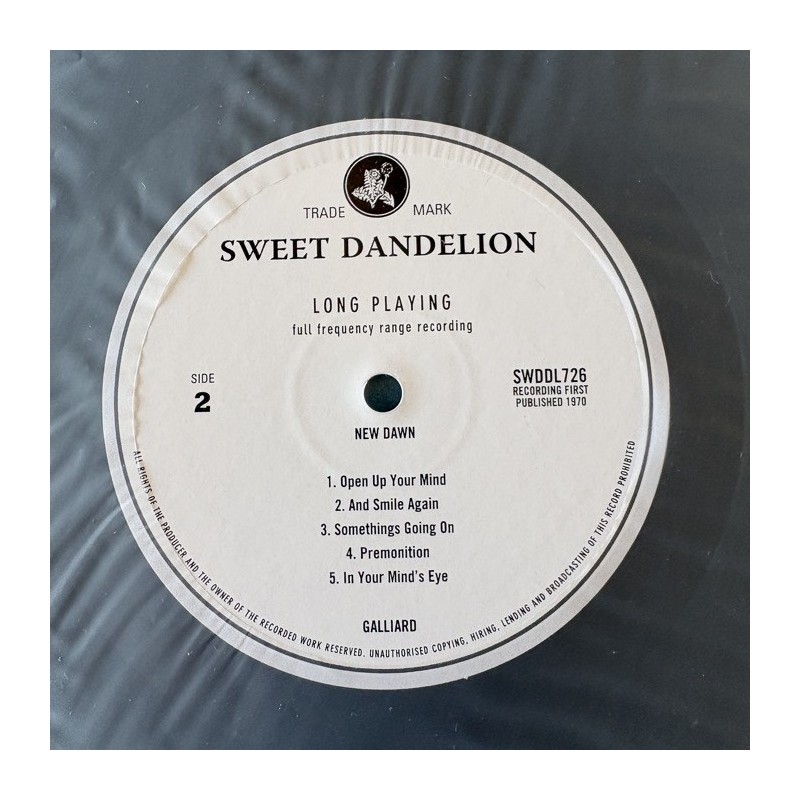 TRADE MARK
SWEET DANDELION
LONG PLAYING
full frequency range recording
SIDE
2
SWDDL726
RECORDING FIRST
PUBLISHED 1970
NEW DAWN
1. Open Up Your Mind
2. And Smile Again
3. Somethings Going On
4. Premonition
5. In Your Mind's Eye
GALLIARD
ALL RIGHTS OF THE PRODUCER AND THE OWNER OF THE RECORDED WORK RESERVED. UNAUTHORISED COPYING, HIRING, LENDING AND BROADCASTING OF THIS RECORD PROHIBITED